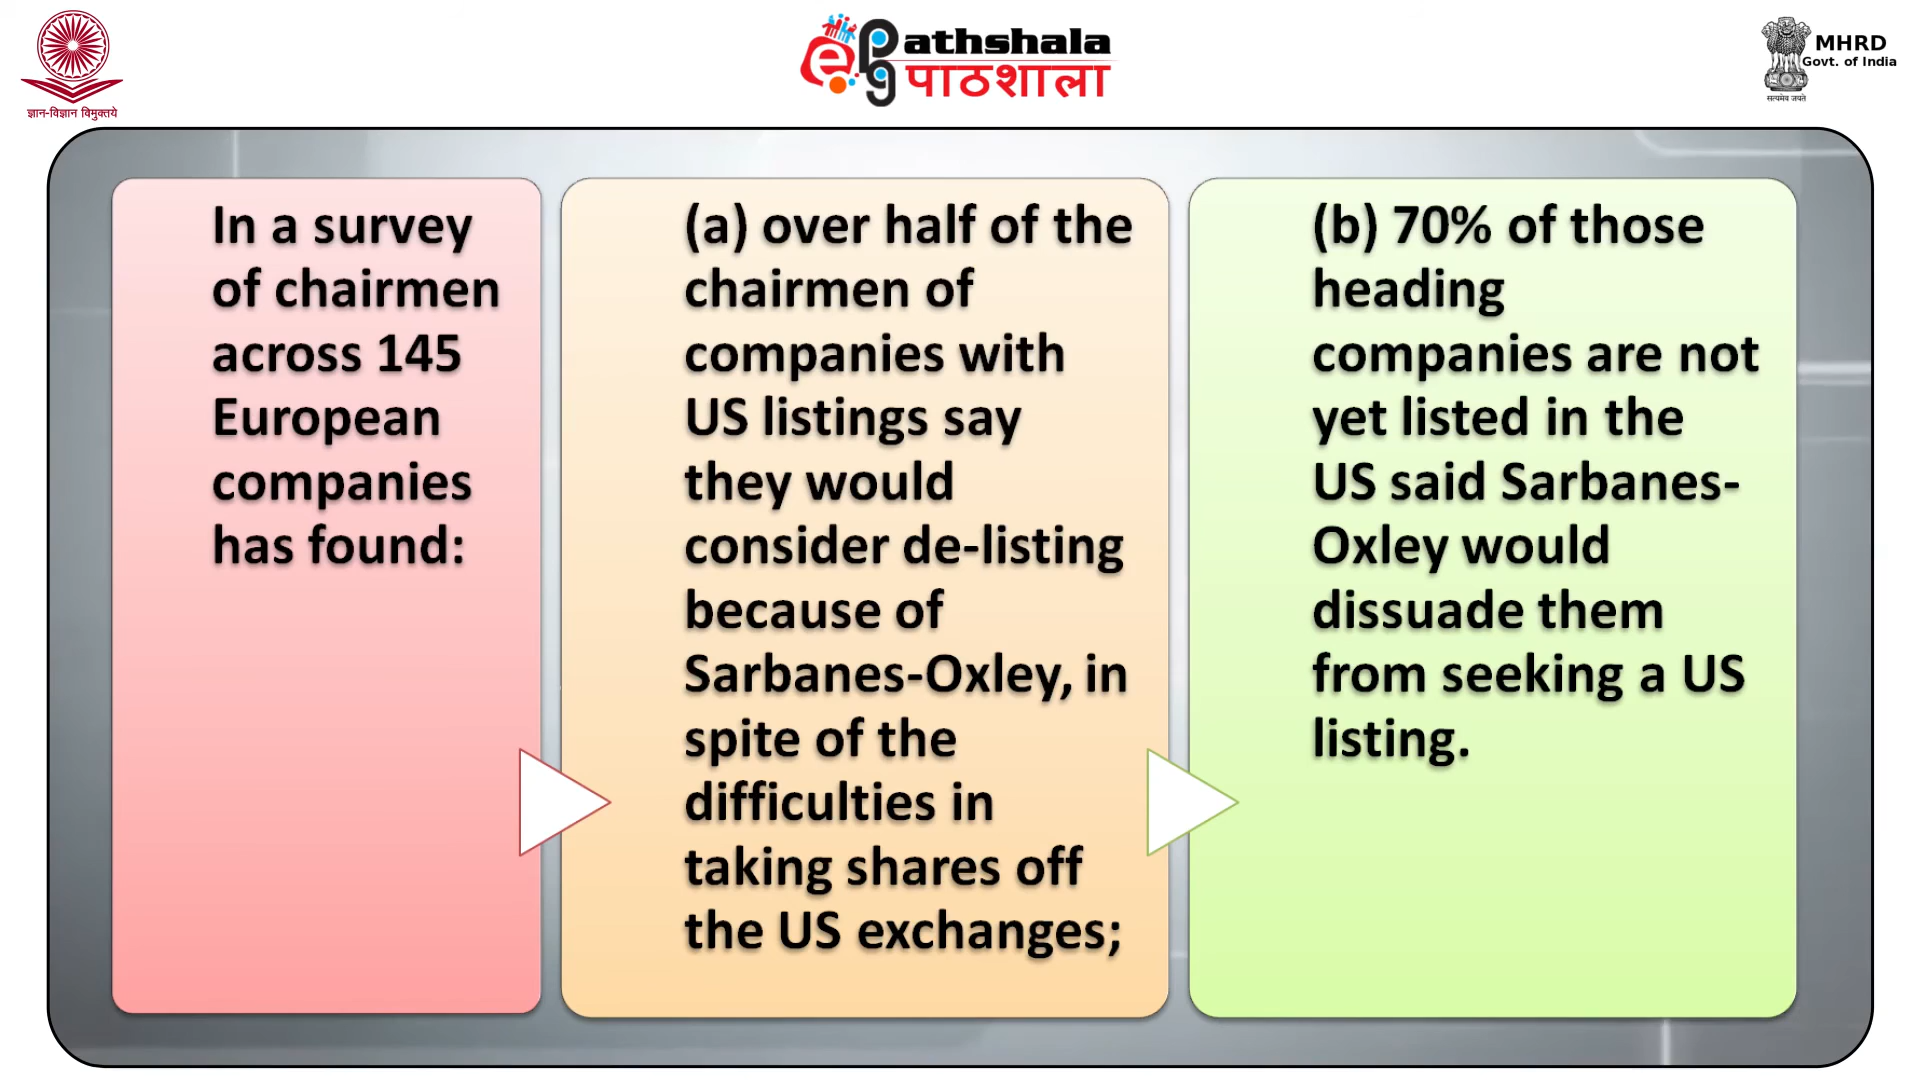 ज्ञान-विज्ञान विमुक्तये
ePg
athshala
पाठशाला
MHRD
Govt. of India
सत्यमेव जयते
In a survey
of chairmen
across 145
European
companies
has found:
(a) over half of the
chairmen of
companies with
US listings say
they would
consider de-listing
because of
Sarbanes-Oxley, in
spite of the
difficulties in
taking shares off
the US exchanges;
(b) 70% of those
heading
companies are not
yet listed in the
US said Sarbanes-
Oxley would
dissuade them
from seeking a US
listing.